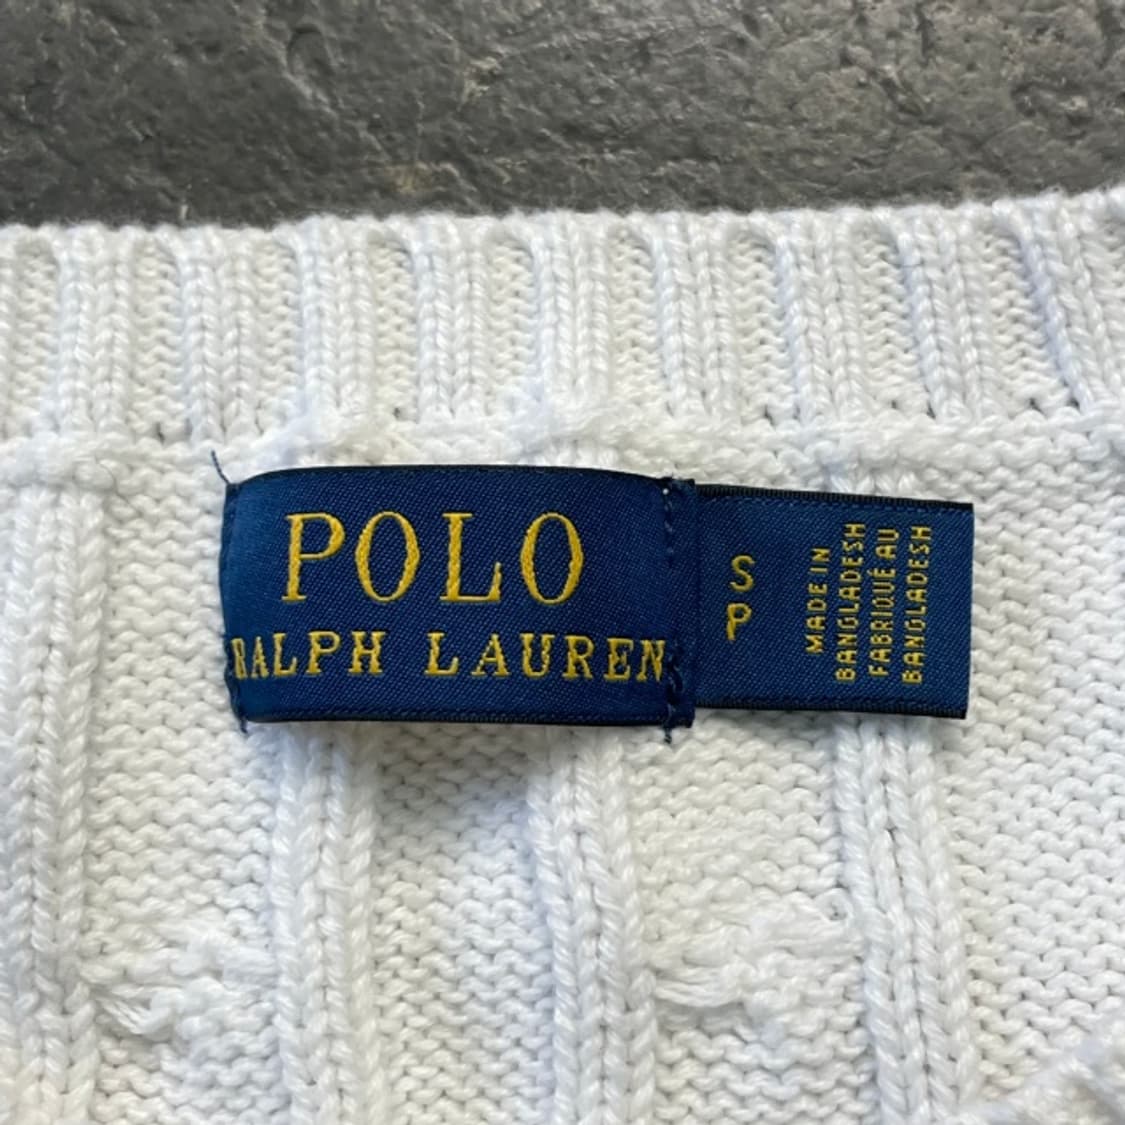 POLO
RALPH LAUREN
S
P
MADE IN
BANGLADESH
FABRIQUÉ AU
BANGLADESH